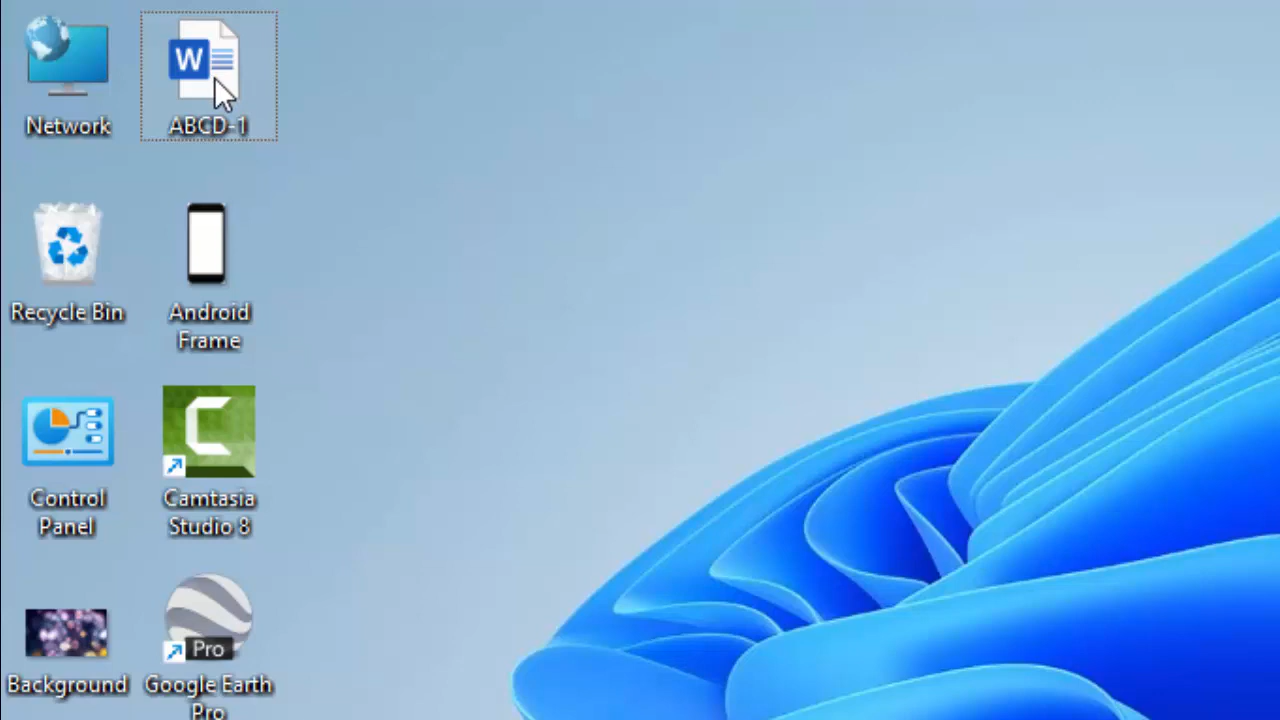 Network
W
ABCD-1
Recycle Bin
Android
Frame
Control
Panel
C
Camtasia
Studio 8
Background
Pro
Google Earth
Pro